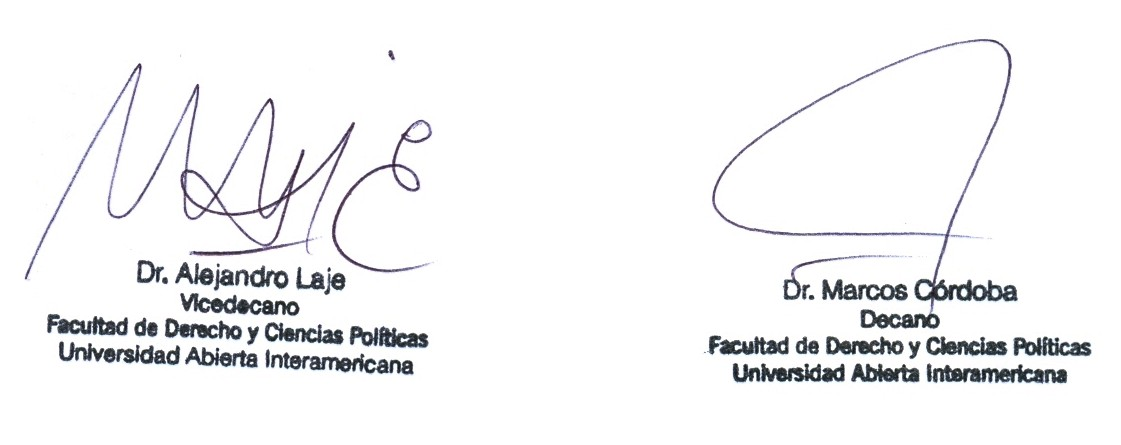 Dr. Alejandro Laje
Vicedecano
Facultad de Derecho y Ciencias Políticas
Universidad Abierta Interamericana
Dr. Marcos Córdoba
Decano
Facultad de Derecho y Ciencias Políticas
Universidad Abierta Interamericana